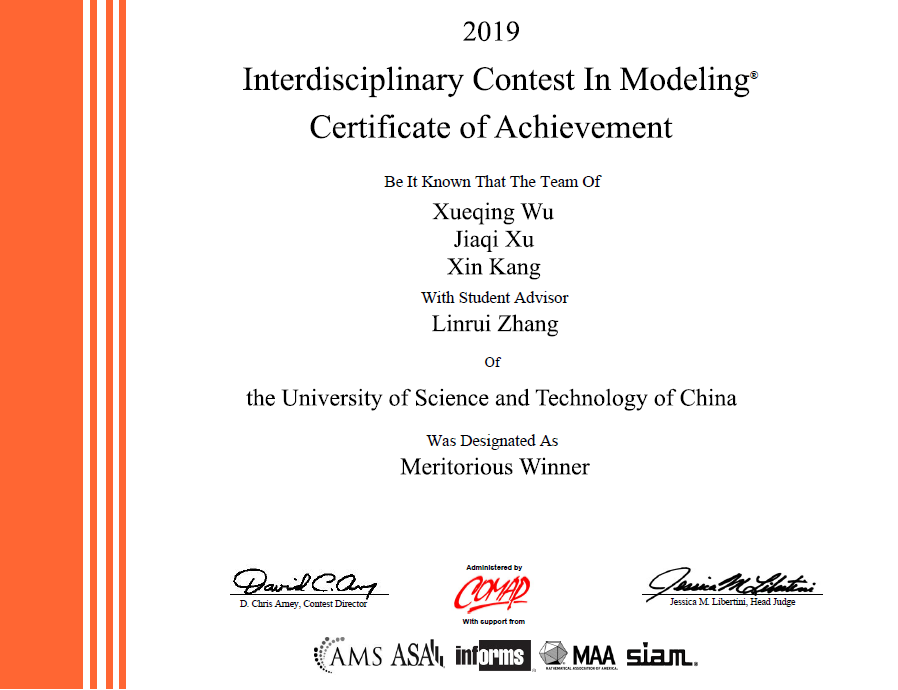 2019
Interdisciplinary Contest In Modeling®
Certificate of Achievement
Be It Known That The Team Of
Xueqing Wu
Jiaqi Xu
Xin Kang
With Student Advisor
Linrui Zhang
Of
the University of Science and Technology of China
Was Designated As
Meritorious Winner
David C. Arney
D. Chris Arney, Contest Director
Administered by
COMAP
With support from
Jessica M Libertini
Jessica M. Libertini, Head Judge
AMS ASA informs MAA siam.
MATHEMATICAL ASSOCIATION OF AMERICA